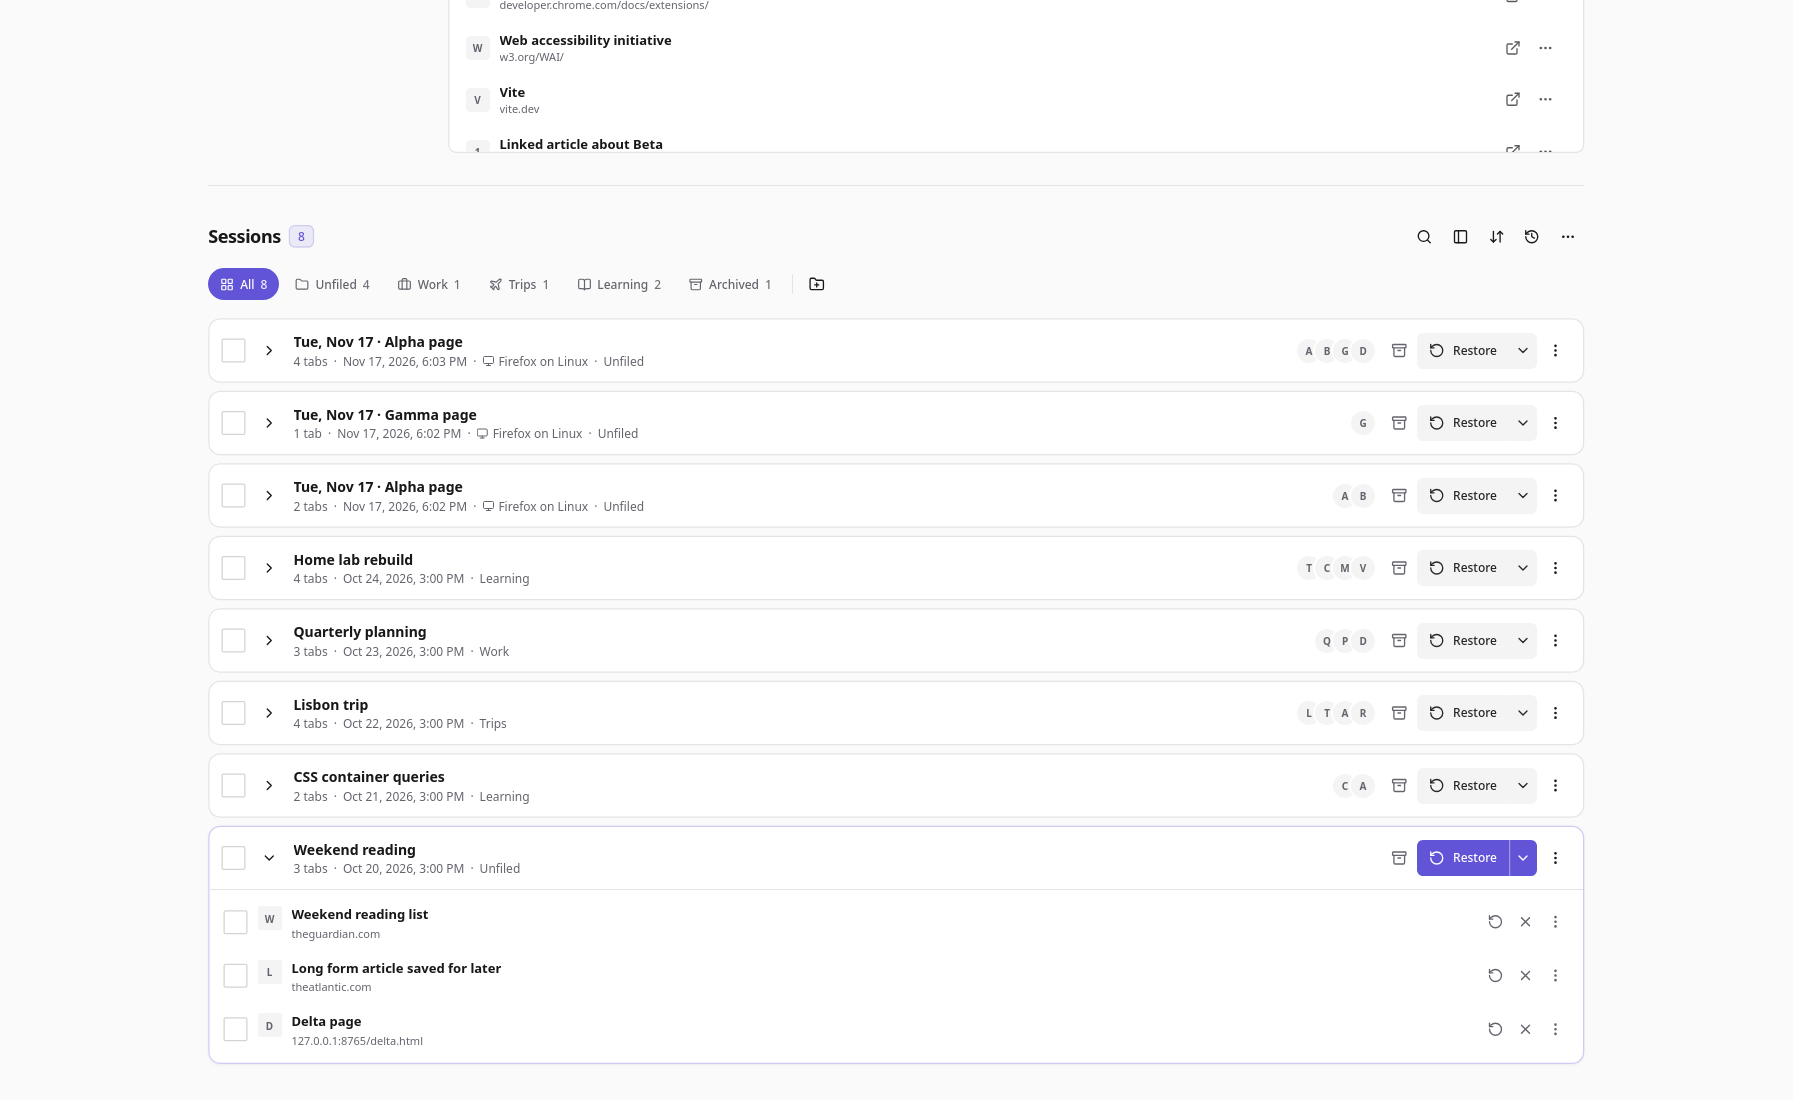 developer.chrome.com/docs/extensions/
W
Web accessibility initiative
w3.org/WAI/
V
Vite
vite.dev
Linked article about Beta
Sessions 8
All 8 Unfiled 4 Work 1 Trips 1 Learning 2 Archived 1
Tue, Nov 17 · Alpha page
4 tabs · Nov 17, 2026, 6:03 PM · Firefox on Linux · Unfiled
A B G D Restore
Tue, Nov 17 · Gamma page
1 tab · Nov 17, 2026, 6:02 PM · Firefox on Linux · Unfiled
G Restore
Tue, Nov 17 · Alpha page
2 tabs · Nov 17, 2026, 6:02 PM · Firefox on Linux · Unfiled
A B Restore
Home lab rebuild
4 tabs · Oct 24, 2026, 3:00 PM · Learning
T C M V Restore
Quarterly planning
3 tabs · Oct 23, 2026, 3:00 PM · Work
Q P D Restore
Lisbon trip
4 tabs · Oct 22, 2026, 3:00 PM · Trips
L T A R Restore
CSS container queries
2 tabs · Oct 21, 2026, 3:00 PM · Learning
C A Restore
Weekend reading
3 tabs · Oct 20, 2026, 3:00 PM · Unfiled
Restore
W
Weekend reading list
theguardian.com
L
Long form article saved for later
theatlantic.com
D
Delta page
127.0.0.1:8765/delta.html